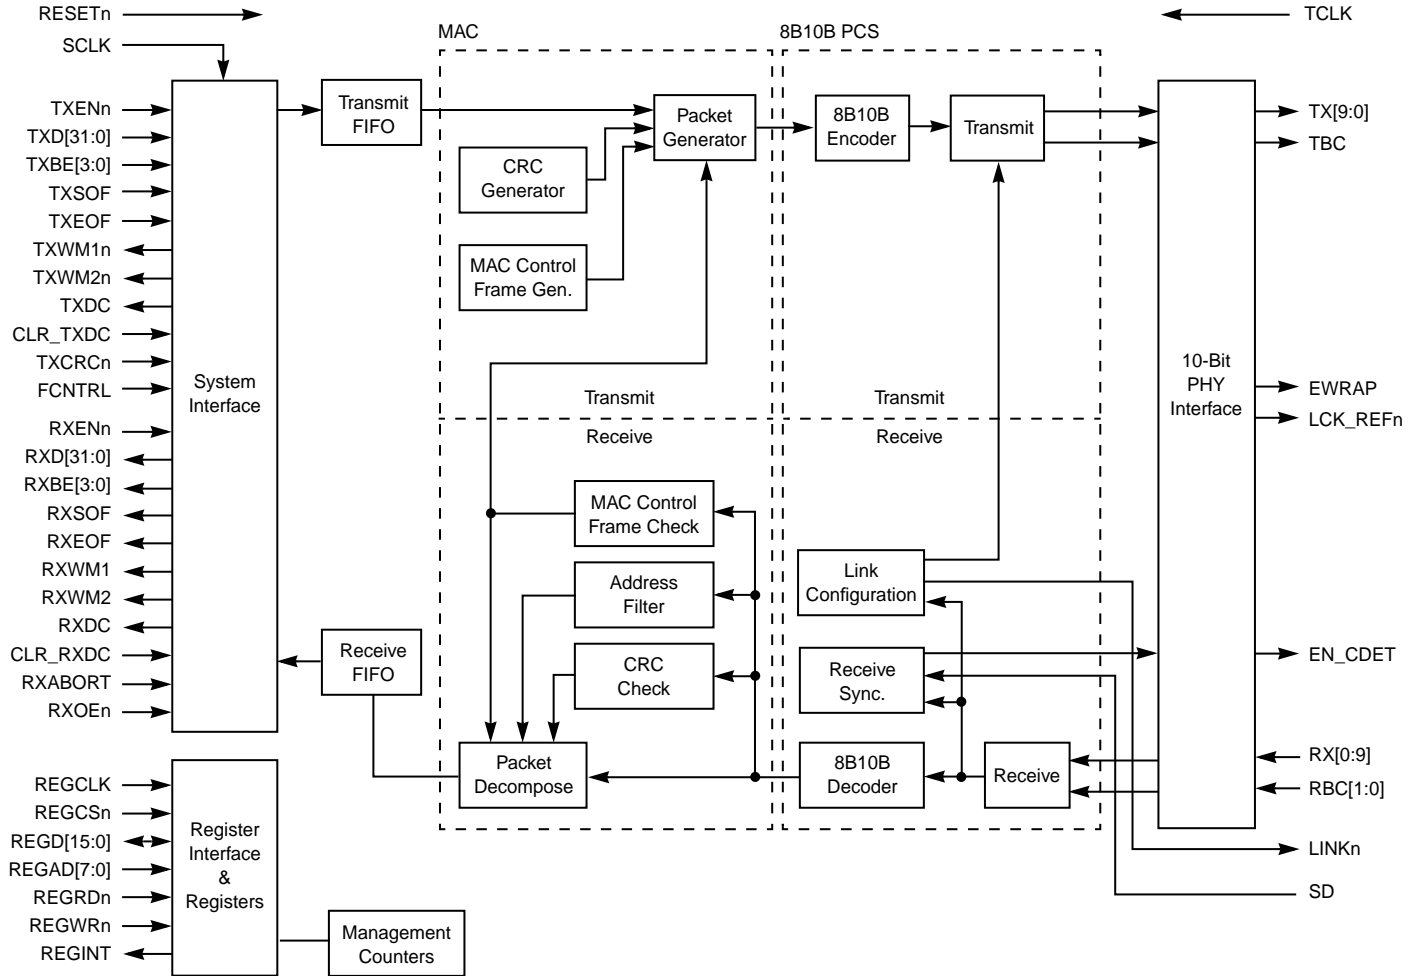 RESETn
TCLK
SCLK
MAC
8B10B PCS
TXENn
TXD[31:0]
TXBE[3:0]
TXSOF
TXEOF
TXWM1n
TXWM2n
TXDC
CLR_TXDC
TXCRCn
FCNTRL
RXENn
RXD[31:0]
RXBE[3:0]
RXSOF
RXEOF
RXWM1
RXWM2
RXDC
CLR_RXDC
RXABORT
RXOEn
System
Interface
Transmit
FIFO
Receive
FIFO
Packet
Generator
CRC
Generator
MAC Control
Frame Gen.
Transmit
Receive
MAC Control
Frame Check
Address
Filter
CRC
Check
Packet
Decompose
8B10B
Encoder
Transmit
Transmit
Receive
Link
Configuration
Receive
Sync.
8B10B
Decoder
Receive
10-Bit
PHY
Interface
TX[9:0]
TBC
EWRAP
LCK_REFn
EN_CDET
RX[0:9]
RBC[1:0]
LINKn
SD
REGCLK
REGCSn
REGD[15:0]
REGAD[7:0]
REGRDn
REGWRn
REGINT
Register
Interface
&
Registers
Management
Counters